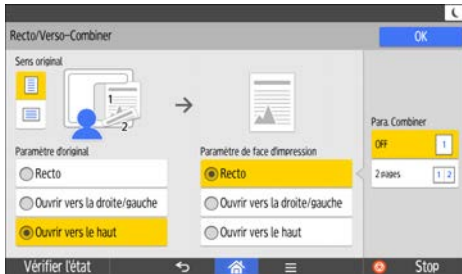 Recto/Verso-Combiner
OK
Sens original
1
2
Para. Combiner
OFF
1
2 pages
1 2
Paramètre d'original
Recto
Ouvrir vers la droite/gauche
Ouvrir vers le haut
Paramètre de face d'impression
Recto
Ouvrir vers la droite/gauche
Ouvrir vers le haut
Vérifier l'état
Stop